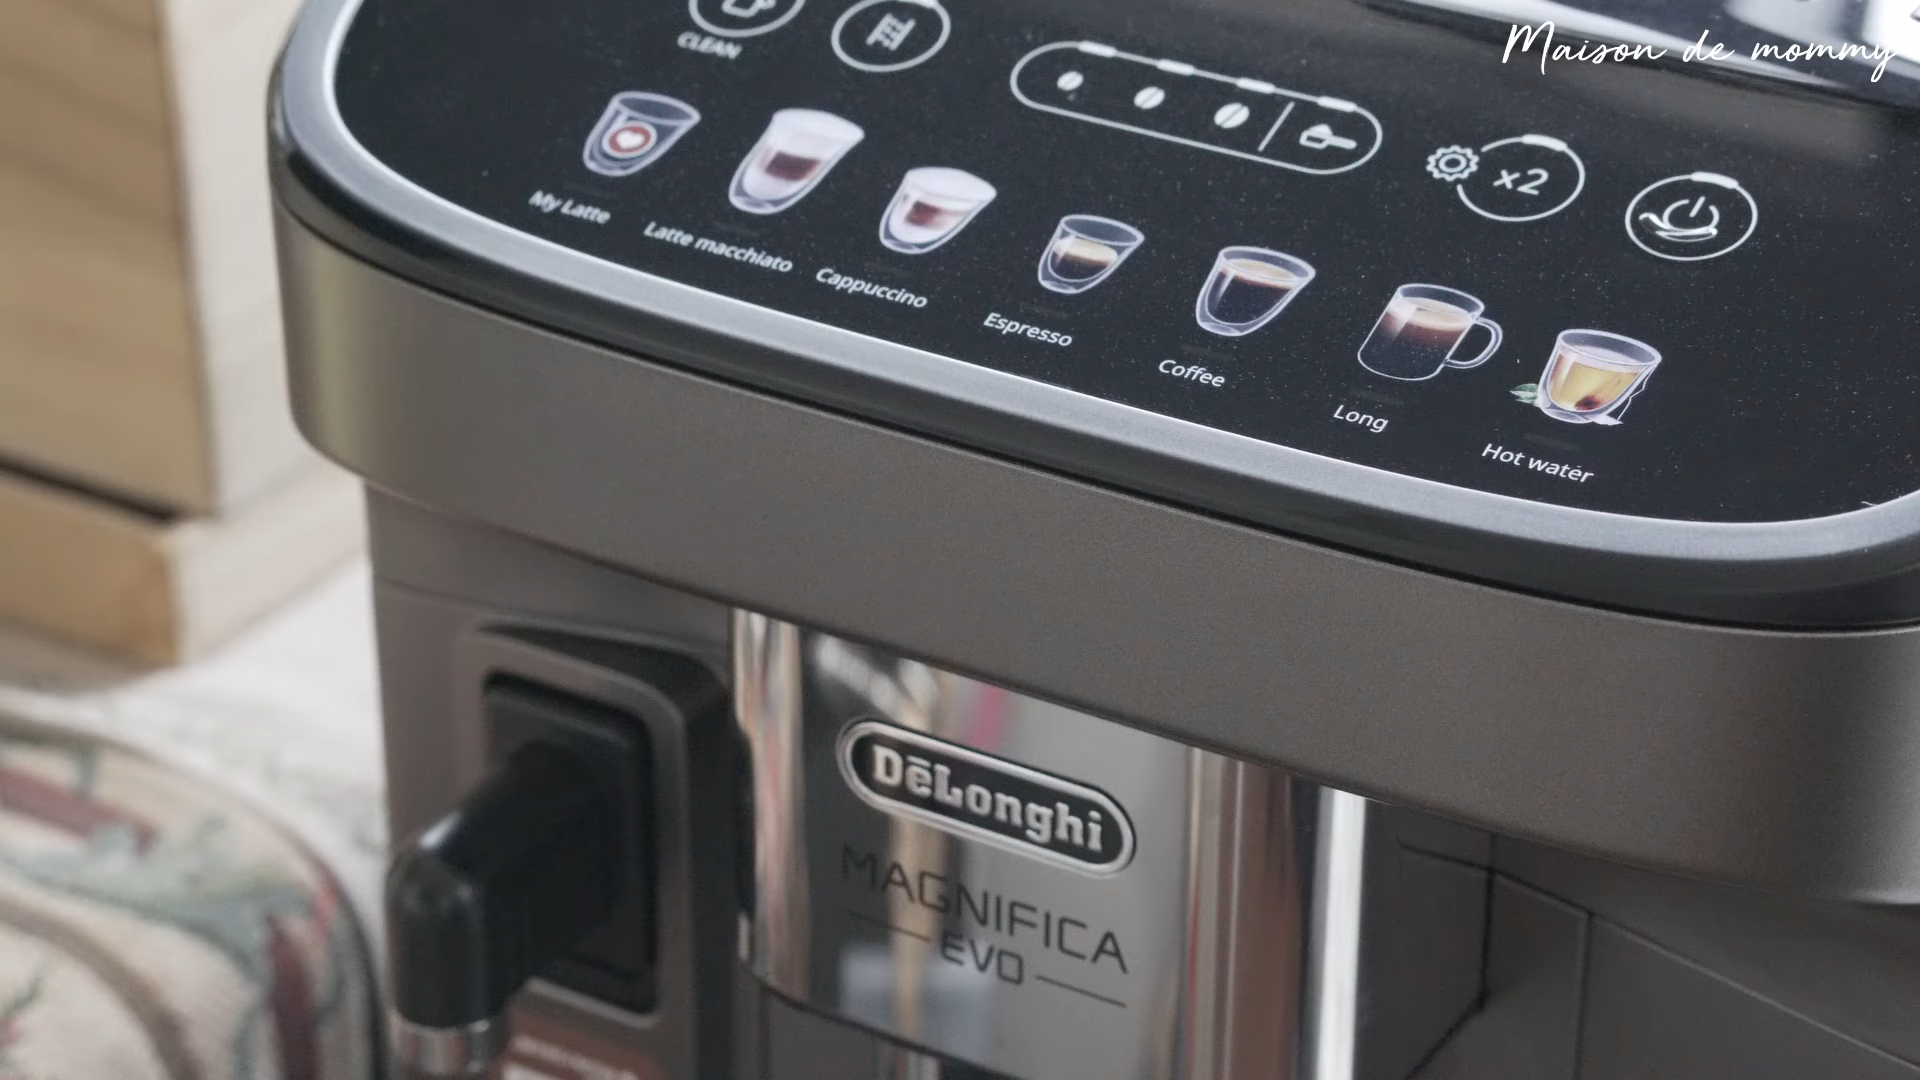 Maison de mommy
CLEAN
x2
My Latte
Latte macchiato
Cappuccino
Espresso
Coffee
Long
Hot water
DeLonghi
MAGNIFICA
EVO